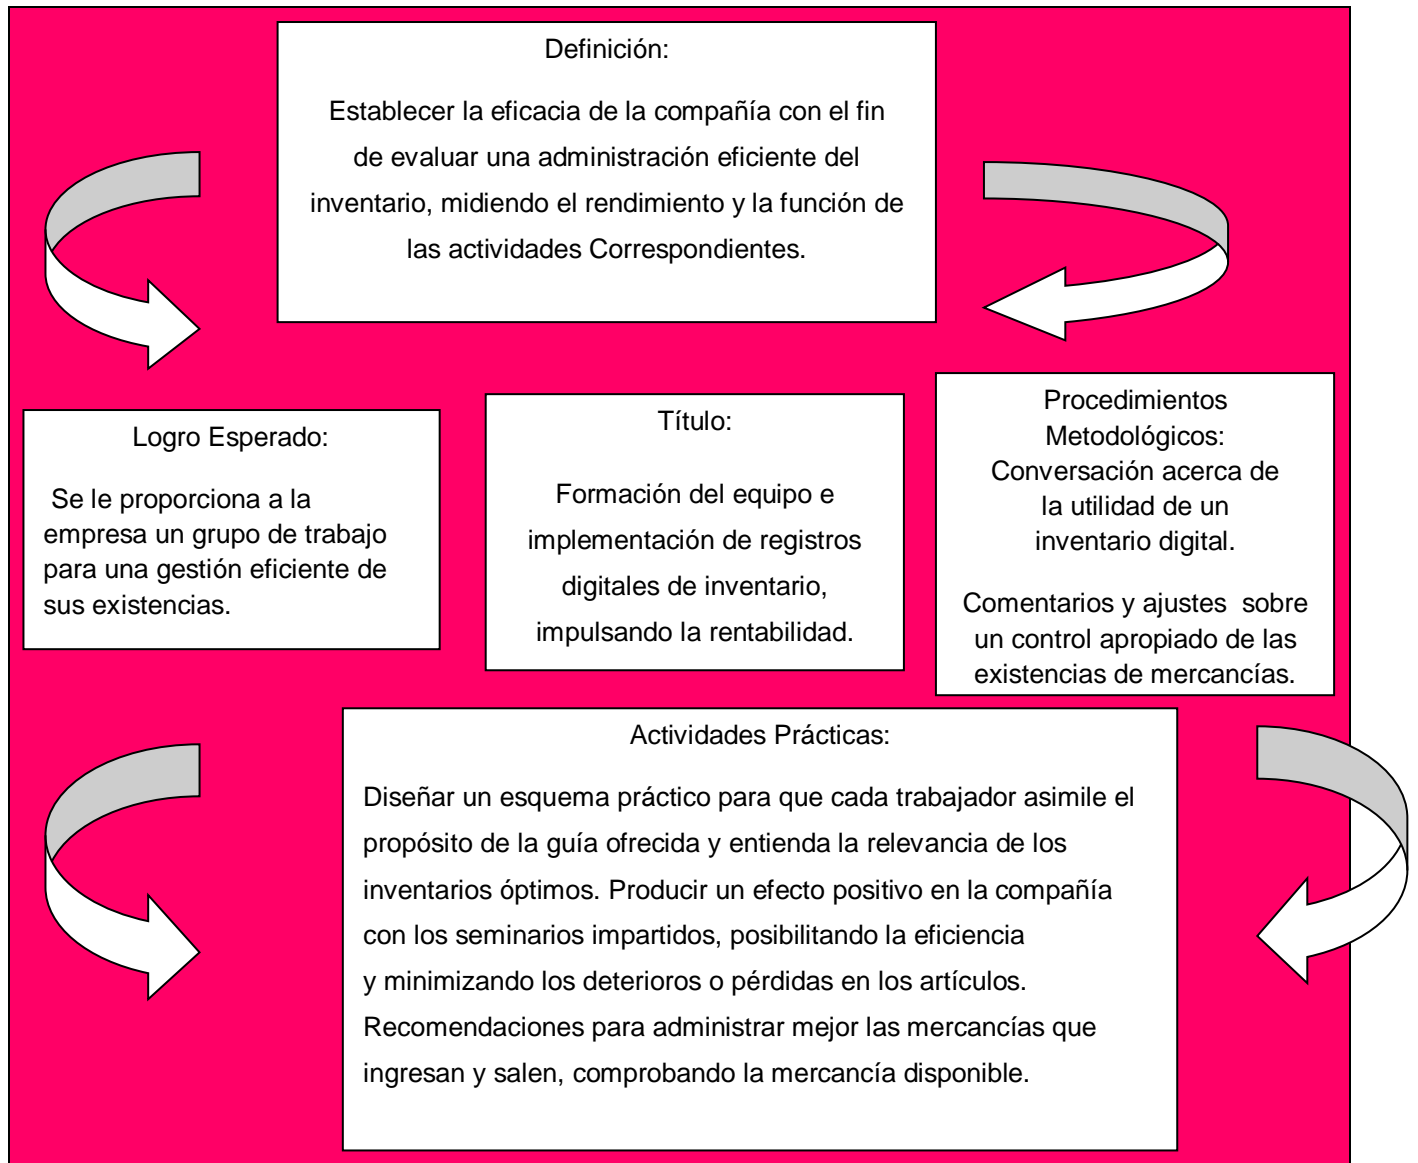 Definición:
Establecer la eficacia de la compañía con el fin
de evaluar una administración eficiente del
inventario, midiendo el rendimiento y la función de
las actividades Correspondientes.
Logro Esperado:
Se le proporciona a la
empresa un grupo de trabajo
para una gestión eficiente de
sus existencias.
Título:
Formación del equipo e
implementación de registros
digitales de inventario,
impulsando la rentabilidad.
Procedimientos
Metodológicos:
Conversación acerca de
la utilidad de un
inventario digital.
Comentarios y ajustes sobre
un control apropiado de las
existencias de mercancías.
Actividades Prácticas:
Diseñar un esquema práctico para que cada trabajador asimile el
propósito de la guía ofrecida y entienda la relevancia de los
inventarios óptimos. Producir un efecto positivo en la compañía
con los seminarios impartidos, posibilitando la eficiencia
y minimizando los deterioros o pérdidas en los artículos.
Recomendaciones para administrar mejor las mercancías que
ingresan y salen, comprobando la mercancía disponible.